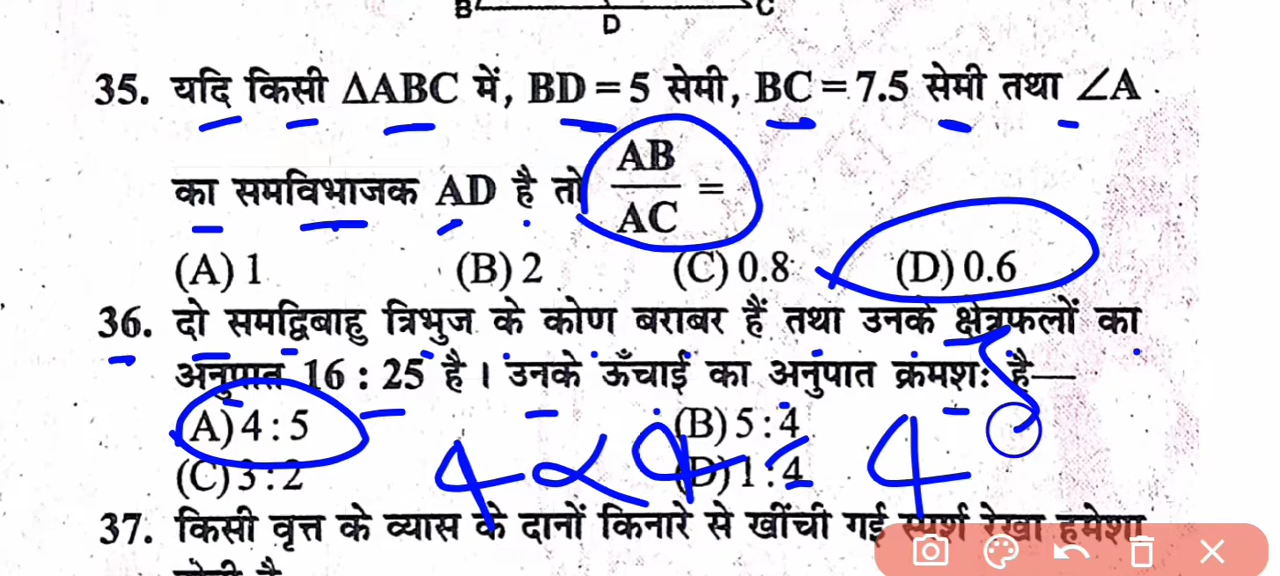 B C
D
35. यदि किसी ΔABC में, BD = 5 सेमी, BC = 7.5 सेमी तथा ∠A
का समविभाजक AD है तो AB/AC =
(A) 1 (B) 2 (C) 0.8 (D) 0.6
36. दो समद्विबाहु त्रिभुज के कोण बराबर हैं तथा उनके क्षेत्रफलों का
अनुपात 16 : 25 है। उनके ऊँचाई का अनुपात क्रमशः है—
A) 4 : 5 (B) 5 : 4
(C) 3 : 2 (D) 1 : 4
37. किसी वृत्त के व्यास के दानों किनारे से खींची गई स्पर्श रेखा हमेशा